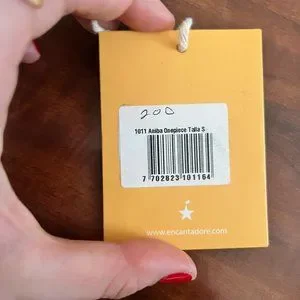 200
1011 Aniba Onepiece Talla S
7 702823 101164
www.encantadore.com